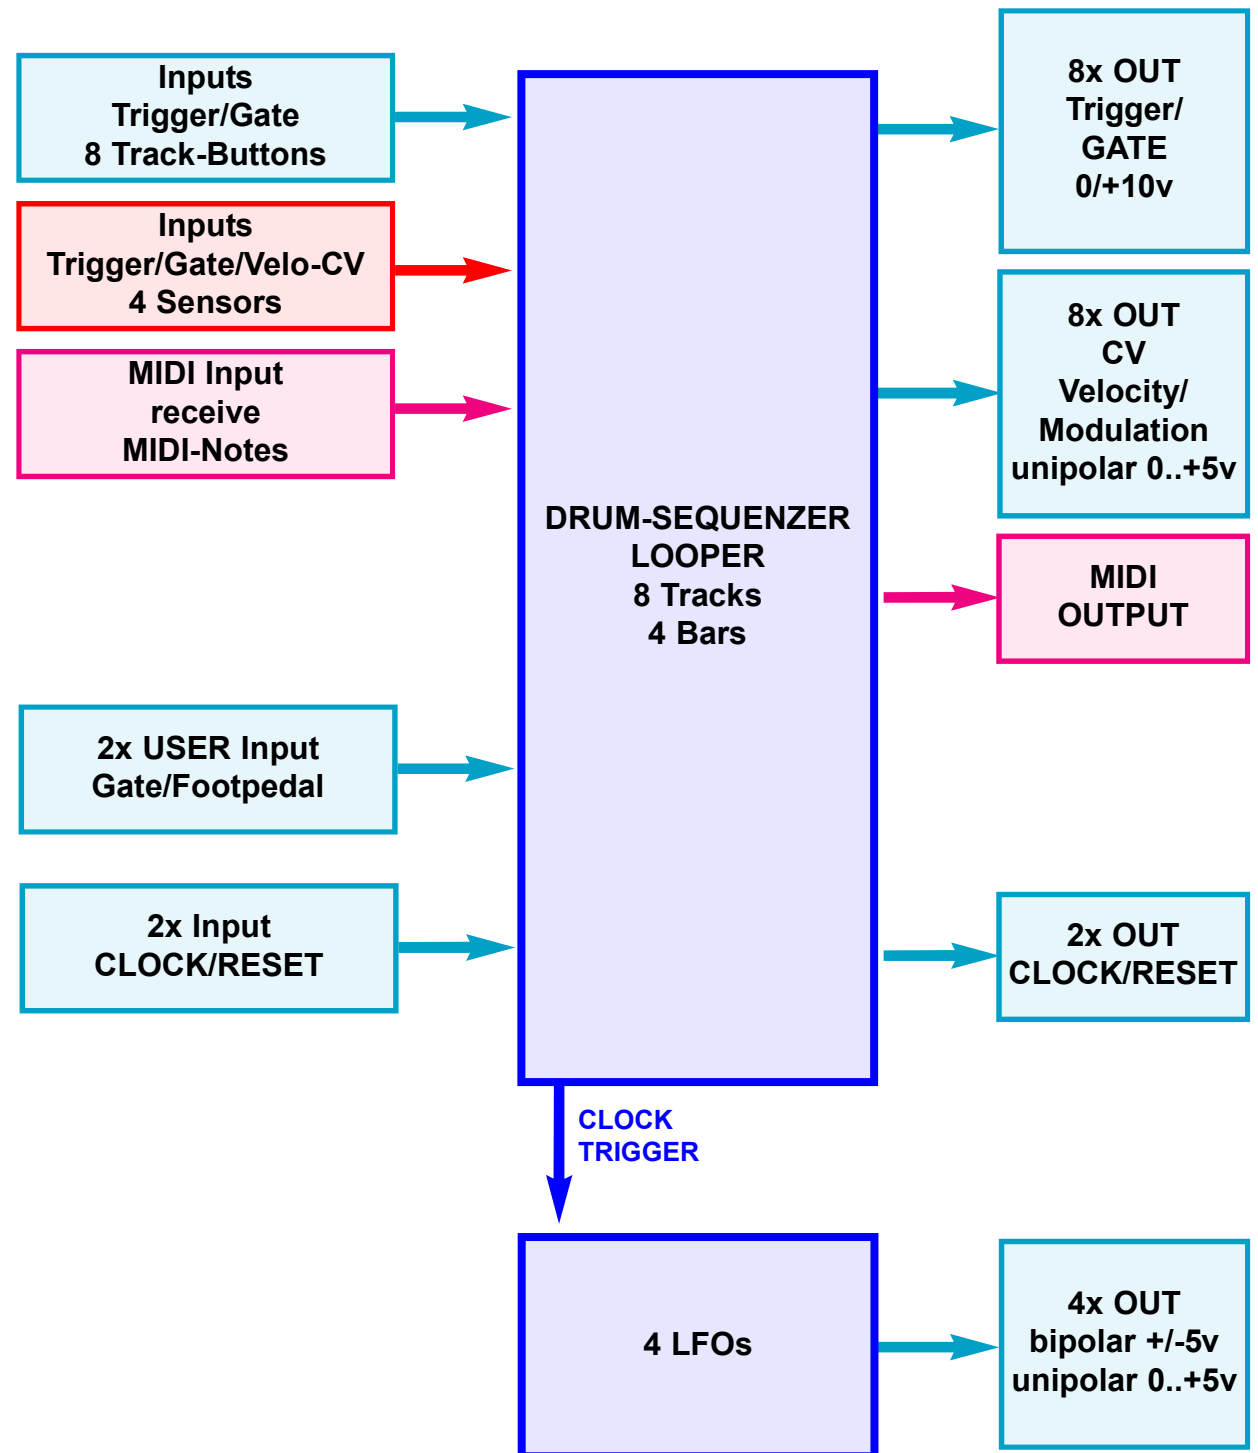 Inputs
Trigger/Gate
8 Track-Buttons
Inputs
Trigger/Gate/Velo-CV
4 Sensors
MIDI Input
receive
MIDI-Notes
2x USER Input
Gate/Footpedal
2x Input
CLOCK/RESET
DRUM-SEQUENZER
LOOPER
8 Tracks
4 Bars
CLOCK
TRIGGER
4 LFOs
8x OUT
Trigger/
GATE
0/+10v
8x OUT
CV
Velocity/
Modulation
unipolar 0..+5v
MIDI
OUTPUT
2x OUT
CLOCK/RESET
4x OUT
bipolar +/-5v
unipolar 0..+5v